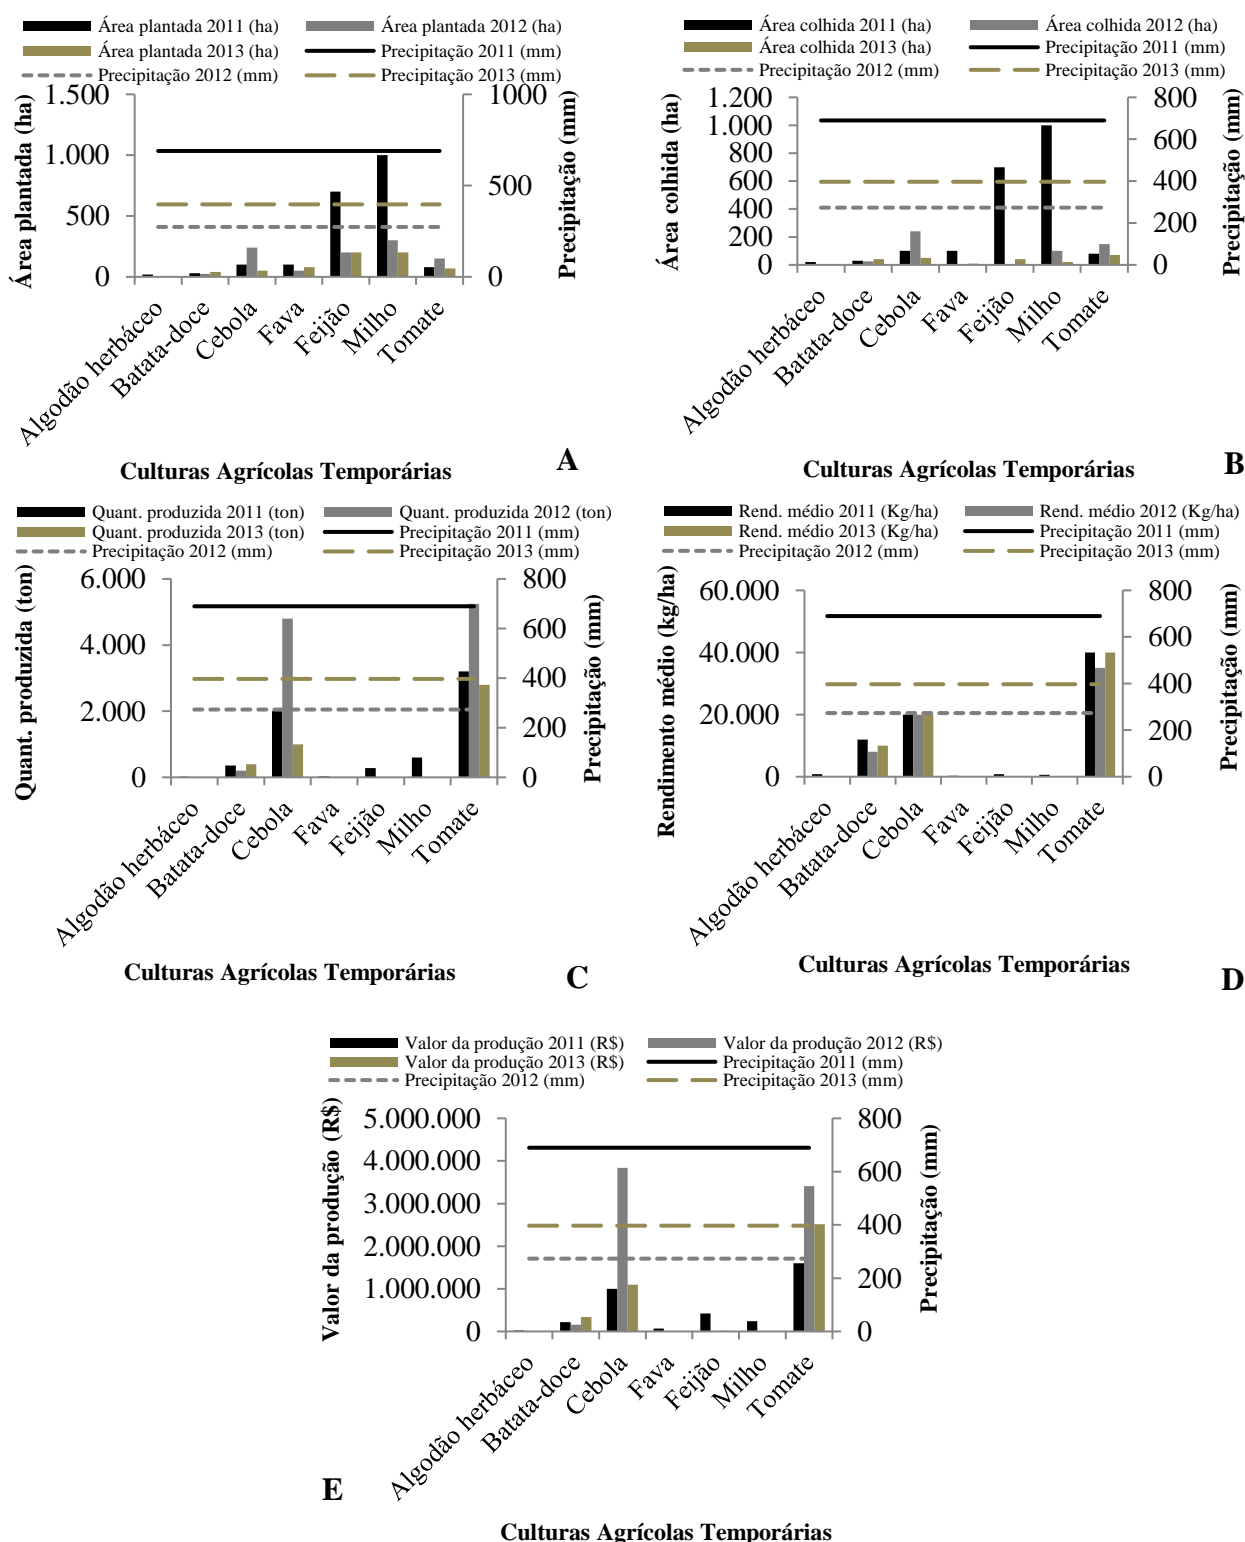 Área plantada 2011 (ha) Área plantada 2012 (ha)
Área plantada 2013 (ha) Precipitação 2011 (mm)
Precipitação 2012 (mm) Precipitação 2013 (mm)
Área plantada (ha)
1.500
1.000
500
0
1000
500
0
Precipitação (mm)
Algodão herbáceo
Batata-doce
Cebola
Fava
Feijão
Milho
Tomate
Culturas Agrícolas Temporárias
A
Área colhida 2011 (ha) Área colhida 2012 (ha)
Área colhida 2013 (ha) Precipitação 2011 (mm)
Precipitação 2012 (mm) Precipitação 2013 (mm)
Área colhida (ha)
1.200
1.000
800
600
400
200
0
800
600
400
200
0
Precipitação (mm)
Algodão herbáceo
Batata-doce
Cebola
Fava
Feijão
Milho
Tomate
Culturas Agrícolas Temporárias
B
Quant. produzida 2011 (ton) Quant. produzida 2012 (ton)
Quant. produzida 2013 (ton) Precipitação 2011 (mm)
Precipitação 2012 (mm) Precipitação 2013 (mm)
Quant. produzida (ton)
6.000
4.000
2.000
0
800
600
400
200
0
Precipitação (mm)
Algodão herbáceo
Batata-doce
Cebola
Fava
Feijão
Milho
Tomate
Culturas Agrícolas Temporárias
C
Rend. médio 2011 (Kg/ha) Rend. médio 2012 (Kg/ha)
Rend. médio 2013 (Kg/ha) Precipitação 2011 (mm)
Precipitação 2012 (mm) Precipitação 2013 (mm)
Rendimento médio (kg/ha)
60.000
40.000
20.000
0
800
600
400
200
0
Precipitação (mm)
Algodão herbáceo
Batata-doce
Cebola
Fava
Feijão
Milho
Tomate
Culturas Agrícolas Temporárias
D
Valor da produção 2011 (R$) Valor da produção 2012 (R$)
Valor da produção 2013 (R$) Precipitação 2011 (mm)
Precipitação 2012 (mm) Precipitação 2013 (mm)
Valor da produção (R$)
5.000.000
4.000.000
3.000.000
2.000.000
1.000.000
0
800
600
400
200
0
Precipitação (mm)
Algodão herbáceo
Batata-doce
Cebola
Fava
Feijão
Milho
Tomate
E
Culturas Agrícolas Temporárias